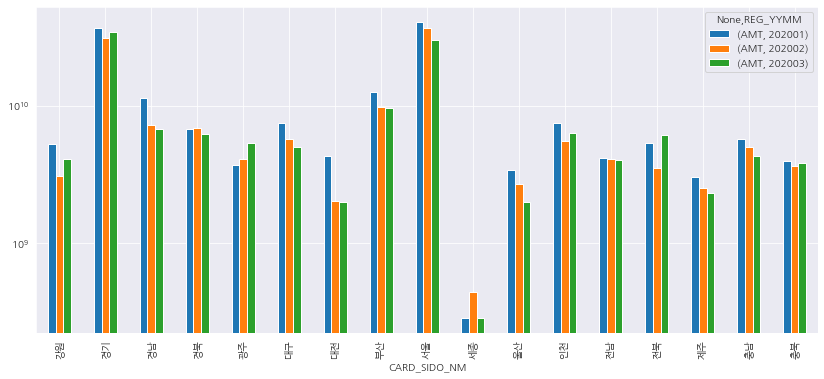 None,REG_YYMM
(AMT, 202001)
(AMT, 202002)
(AMT, 202003)
10¹⁰
10⁹
강원 경기 경남 경북 광주 대구 대전 부산 서울 세종 울산 인천 전남 전북 제주 충남 충북
CARD_SIDO_NM